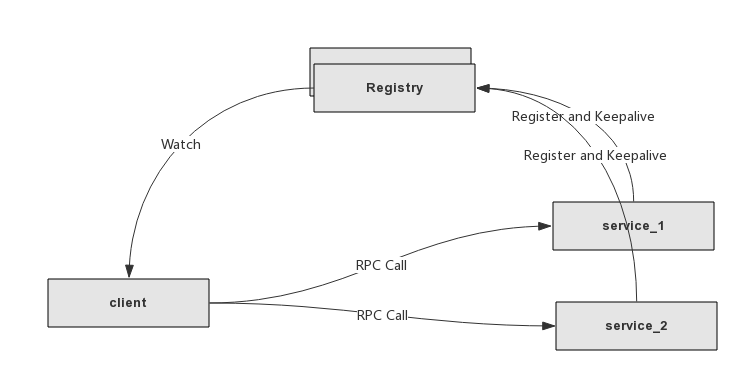 Registry
Register and Keepalive
Watch
Register and Keepalive
service_1
RPC Call
client
RPC Call
service_2